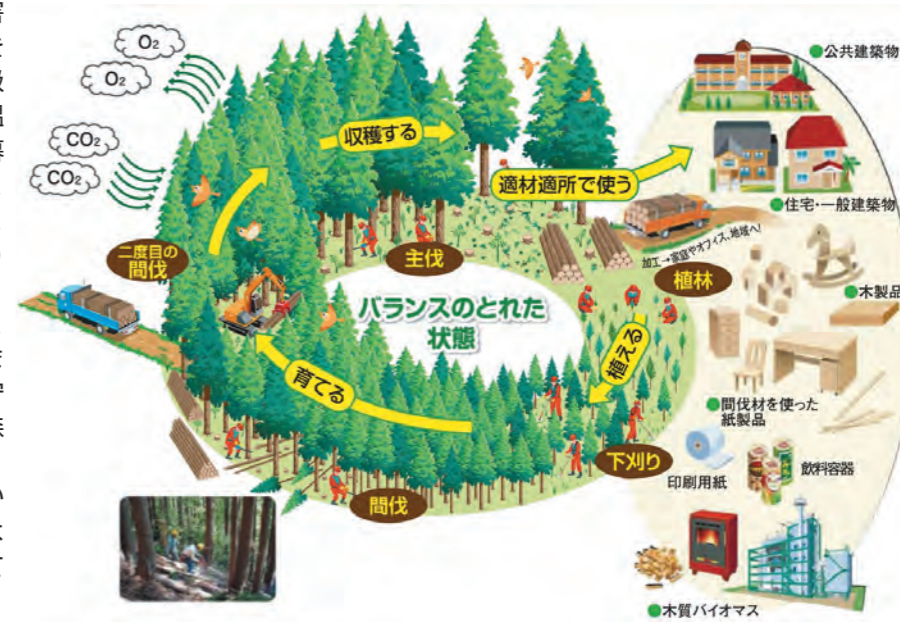 O₂
O₂
CO₂
CO₂
収穫する
適材適所で使う
二度目の
間伐
主伐
加工→家庭やオフィス、地域へ!
植林
バランスのとれた
状態
植える
育てる
下刈り
間伐
●公共建築物
●住宅・一般建築物
●木製品
●間伐材を使った
紙製品
印刷用紙
飲料容器
●木質バイオマス